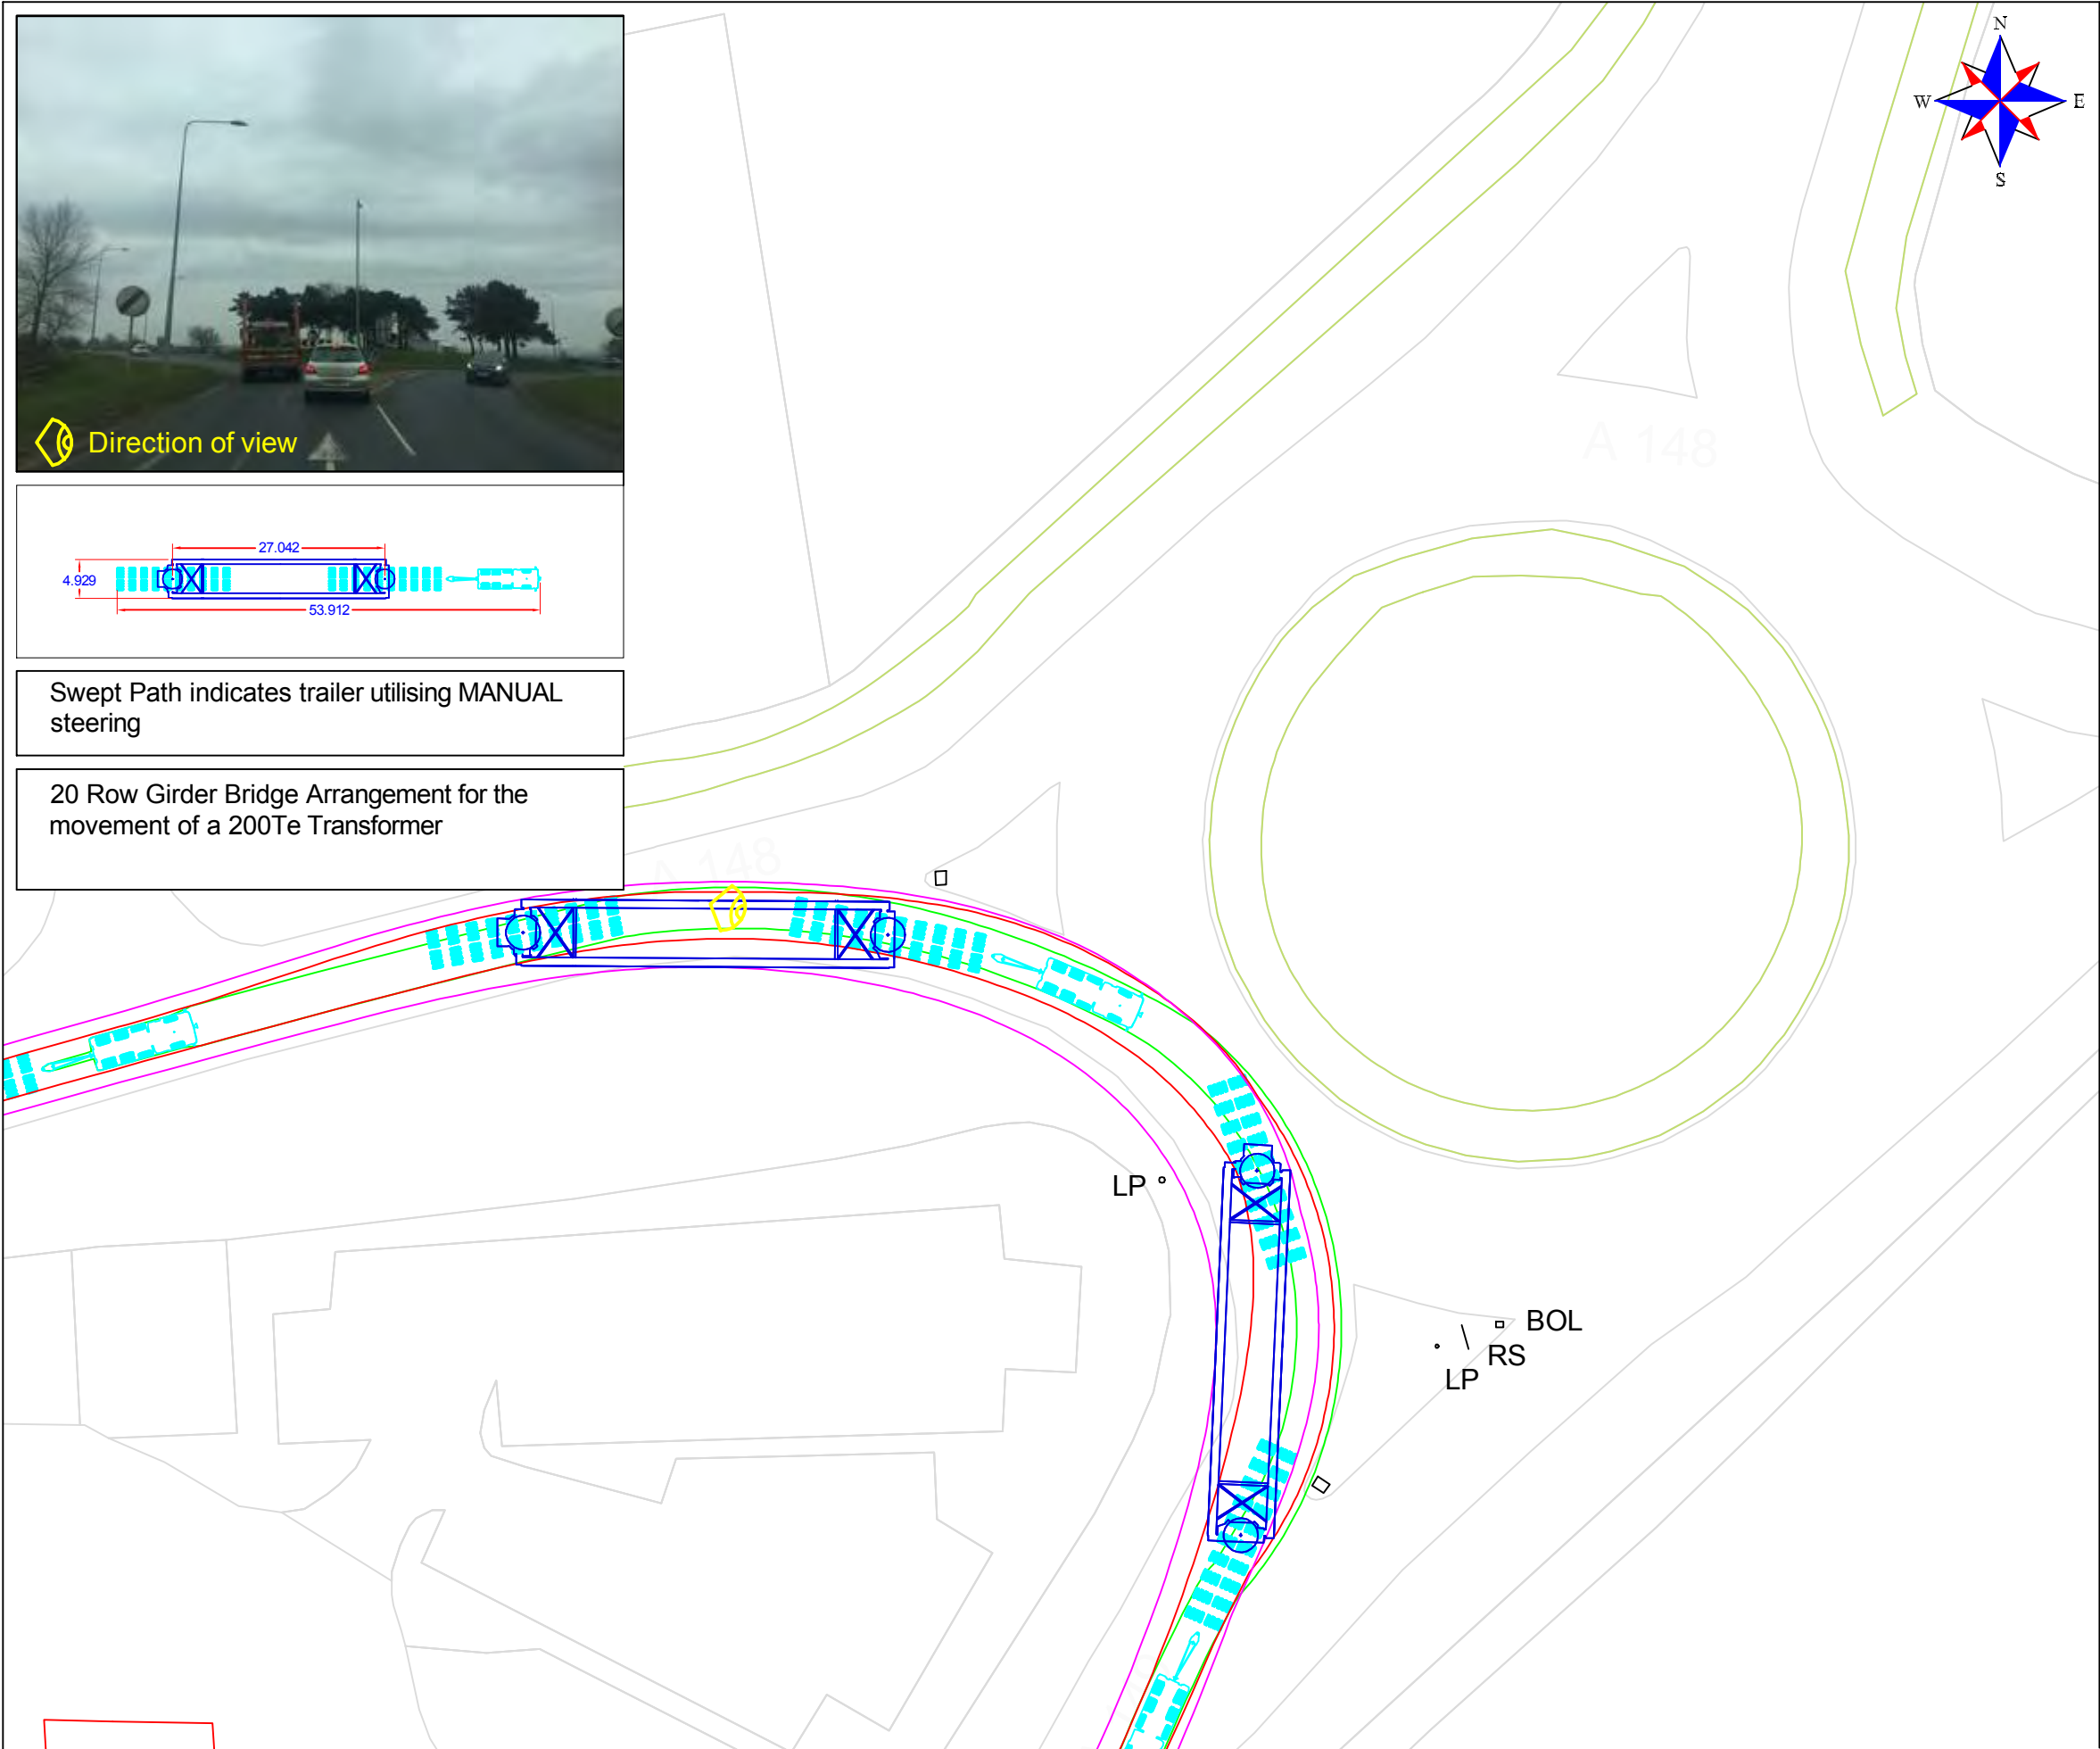 N
W
E
S
Direction of view
27.042
4.929
53.912
Swept Path indicates trailer utilising MANUAL
steering
20 Row Girder Bridge Arrangement for the
movement of a 200Te Transformer
A 148
A 148
LP
BOL
RS
LP